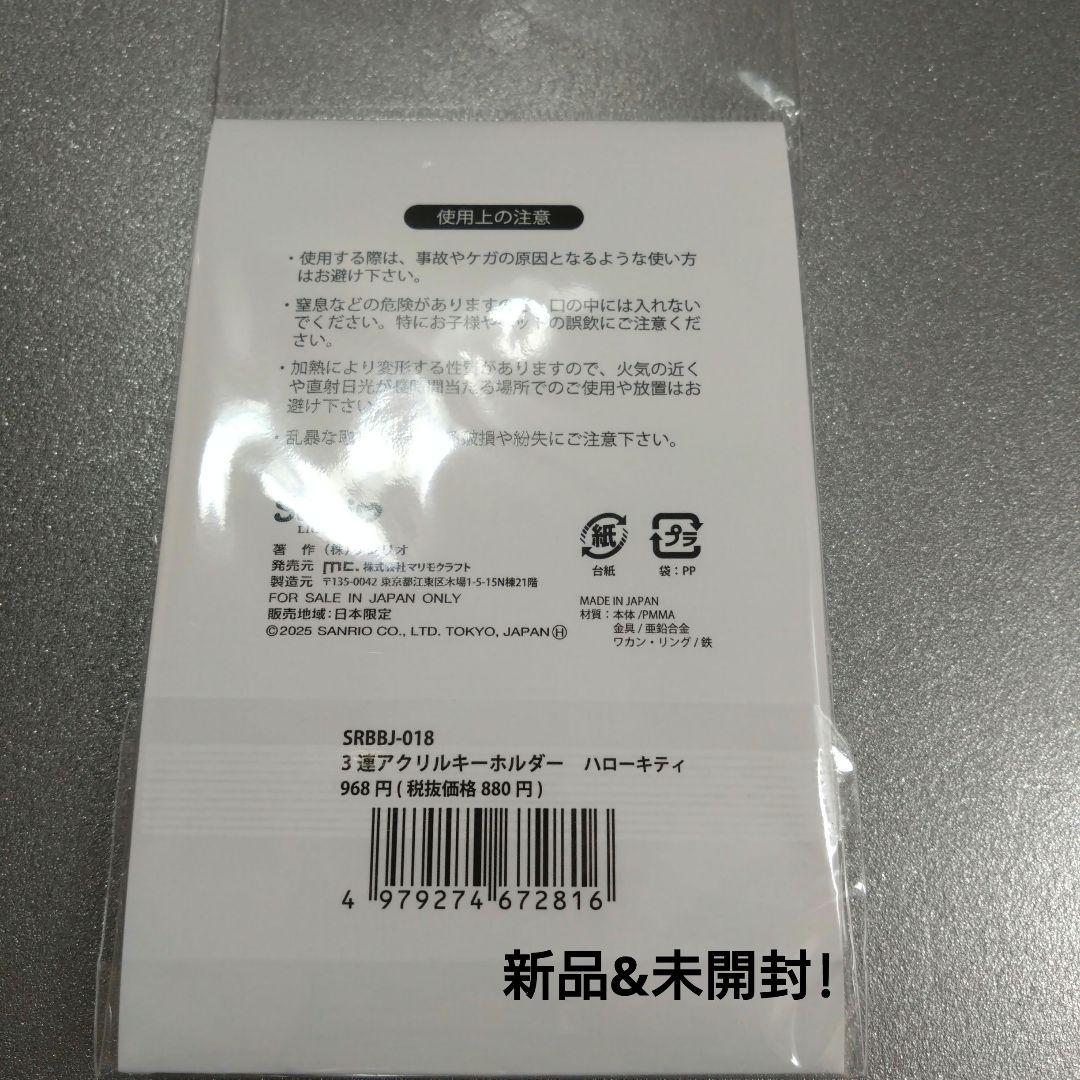 使用上の注意
・使用する際は、事故やケガの原因となるような使い方
はお避け下さい。
・窒息などの危険がありますので、口の中には入れない
でください。特にお子様やペットの誤飲にご注意くだ
さい。
・加熱により変形する性質がありますので、火気の近く
や直射日光が長時間当たる場所でのご使用や放置はお
避け下さい
・乱暴な 破損や紛失にご注意下さい。
著 作 (株)サンリオ
発売元 株式会社マリモクラフト
製造元 〒135-0042 東京都江東区木場1-5-15N棟21階
FOR SALE IN JAPAN ONLY
販売地域：日本限定
©2025 SANRIO CO., LTD. TOKYO, JAPAN Ⓗ
紙 プラ
台紙 袋：PP
MADE IN JAPAN
材質：本体 /PMMA
金具 / 亜鉛合金
ワカン・リング / 鉄
SRBBJ-018
3 連アクリルキーホルダー ハローキティ
968 円 ( 税抜価格 880 円 )
4 979274 672816
新品&未開封!